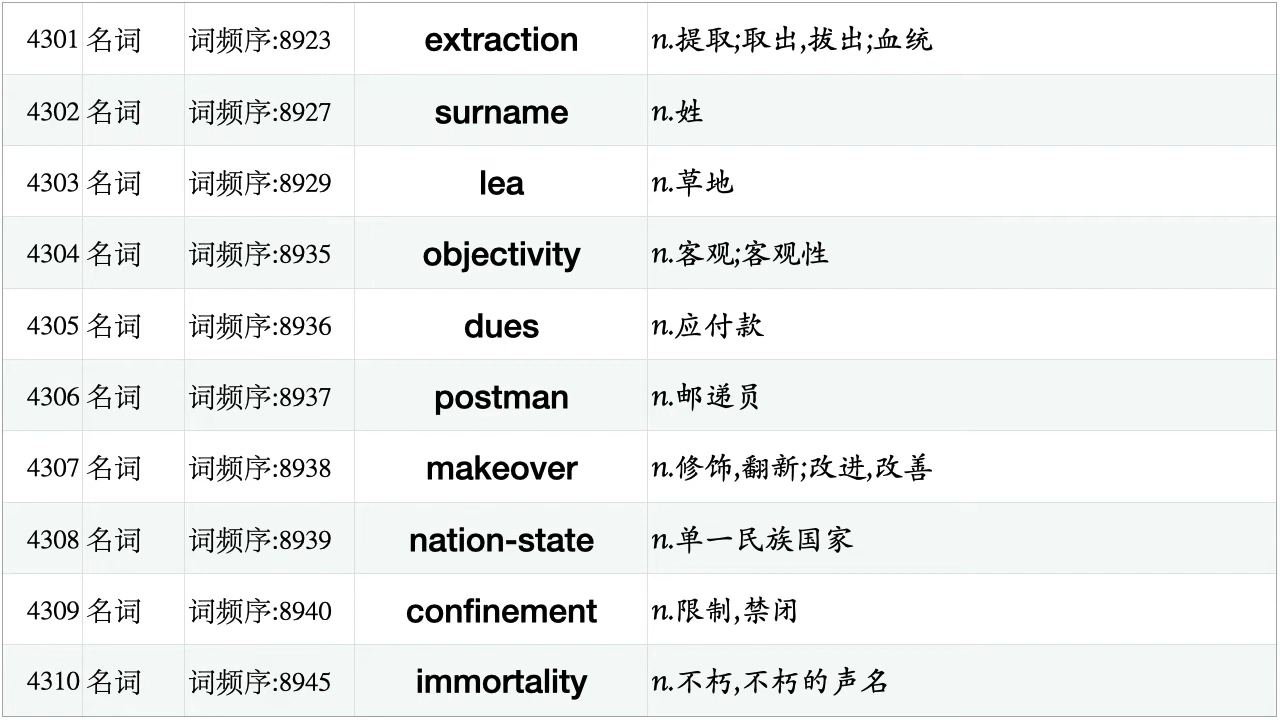 4301 名词 词频序:8923 extraction n.提取;取出,拔出;血统
4302 名词 词频序:8927 surname n.姓
4303 名词 词频序:8929 lea n.草地
4304 名词 词频序:8935 objectivity n.客观;客观性
4305 名词 词频序:8936 dues n.应付款
4306 名词 词频序:8937 postman n.邮递员
4307 名词 词频序:8938 makeover n.修饰,翻新;改进,改善
4308 名词 词频序:8939 nation-state n.单一民族国家
4309 名词 词频序:8940 confinement n.限制,禁闭
4310 名词 词频序:8945 immortality n.不朽,不朽的声名